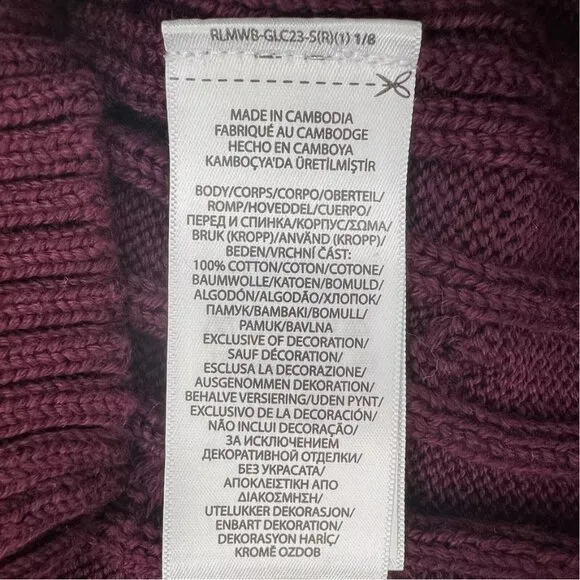 RLMWB-GLC23-S(R)(1) 1/8
MADE IN CAMBODIA
FABRIQUÉ AU CAMBODGE
HECHO EN CAMBOYA
KAMBOÇYA'DA ÜRETİLMİŞTİR
BODY/CORPS/CORPO/OBERTEIL/
ROMP/HOVEDDEL/CUERPO/
ПЕРЕД И СПИНКА/КОРПУС/ΣΩΜΑ/
BRUK (KROPP)/ANVÄND (KROPP)/
BEDEN/VRCHNÍ ČÁST:
100% COTTON/COTON/COTONE/
BAUMWOLLE/KATOEN/BOMULD/
ALGODÓN/ALGODÃO/ХЛОПОК/
ПАМУК/ΒΑΜΒΑΚΙ/BOMULL/
PAMUK/BAVLNA
EXCLUSIVE OF DECORATION/
SAUF DÉCORATION/
ESCLUSA LA DECORAZIONE/
AUSGENOMMEN DEKORATION/
BEHALVE VERSIERING/UDEN PYNT/
EXCLUSIVO DE LA DECORACIÓN/
NÃO INCLUI DECORAÇÃO/
ЗА ИСКЛЮЧЕНИЕМ
ДЕКОРАТИВНОЙ ОТДЕЛКИ/
БЕЗ УКРАСАТА/
ΑΠΟΚΛΕΙΣΤΙΚΗ ΑΠΟ
ΔΙΑΚΟΣΜΗΣΗ/
UTELUKKER DEKORASJON/
ENBART DEKORATION/
DEKORASYON HARİÇ/
KROMĚ OZDOB